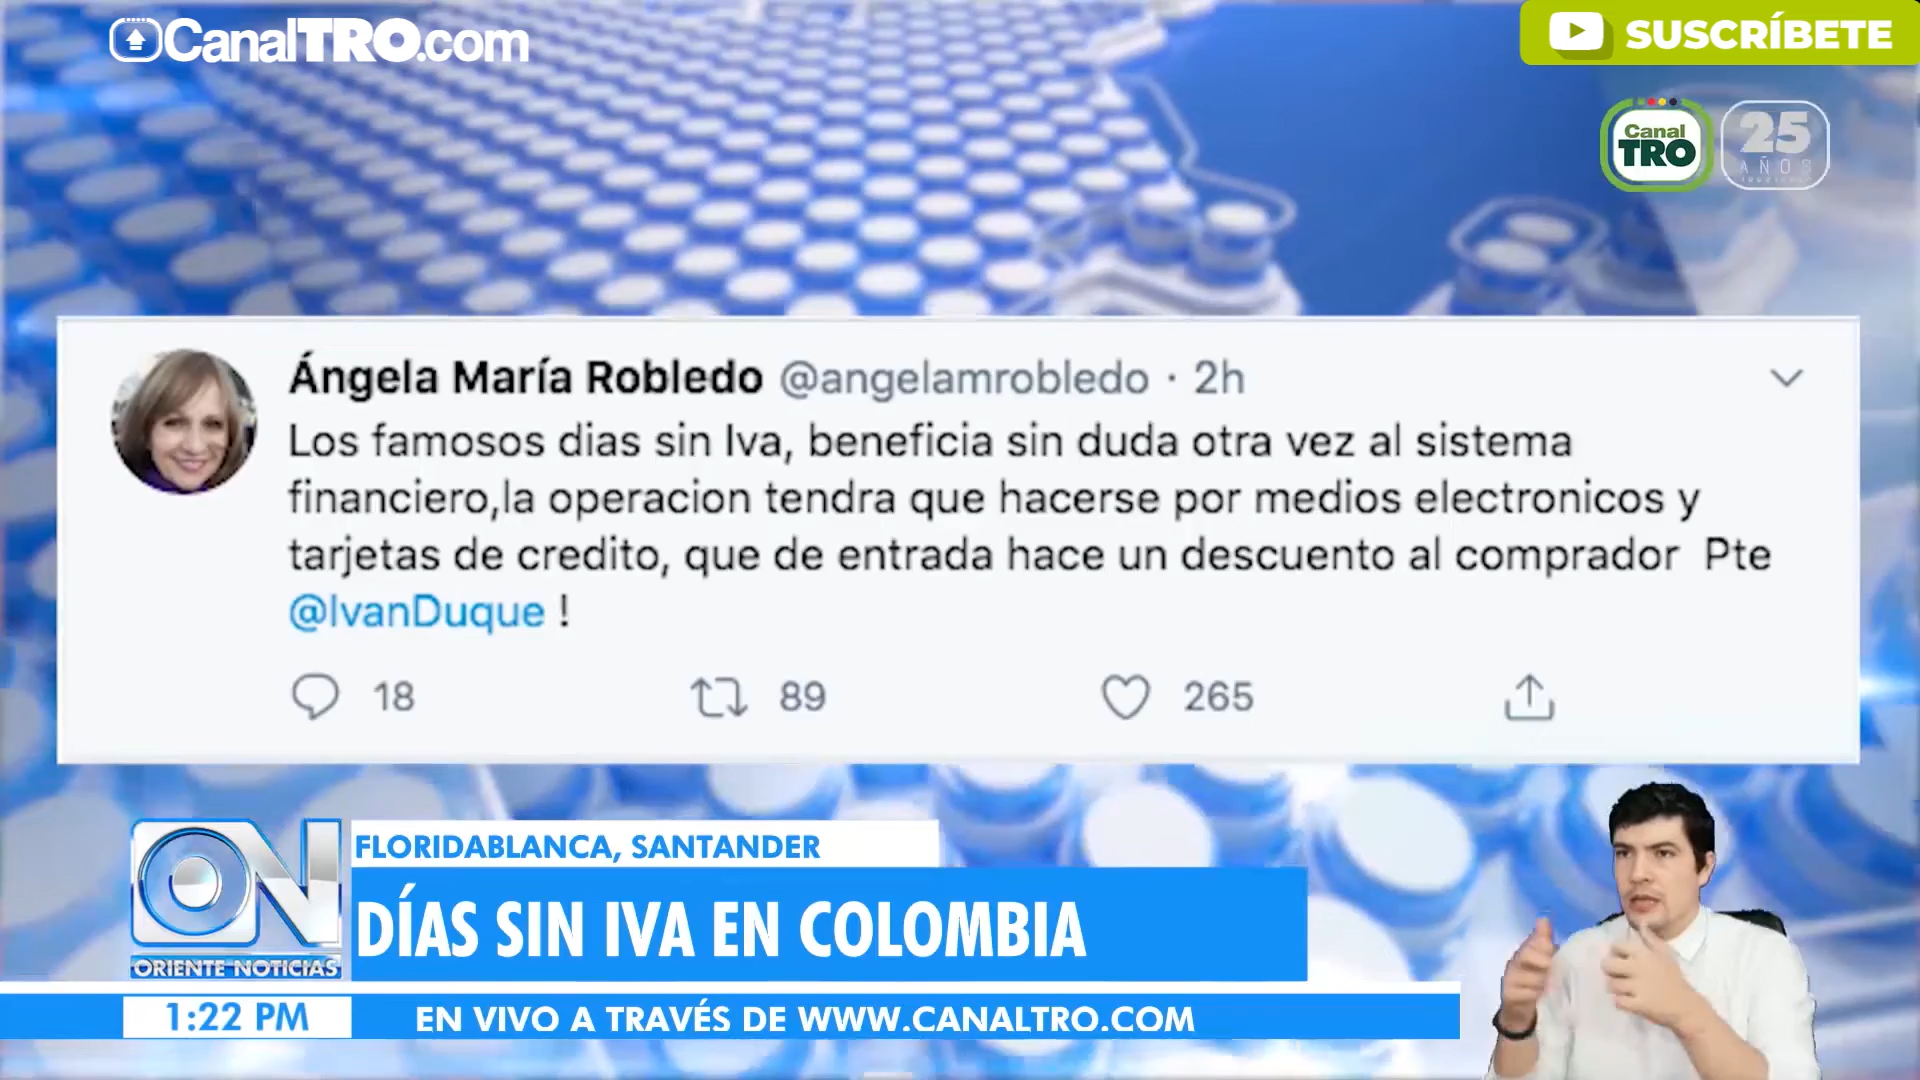 CanalTRO.com
SUSCRÍBETE
Canal
TRO
25
AÑOS
Ángela María Robledo @angelamrobledo · 2h
Los famosos dias sin Iva, beneficia sin duda otra vez al sistema
financiero,la operacion tendra que hacerse por medios electronicos y
tarjetas de credito, que de entrada hace un descuento al comprador Pte
@IvanDuque !
18 89 265
ON
ORIENTE NOTICIAS
FLORIDABLANCA, SANTANDER
DÍAS SIN IVA EN COLOMBIA
1:22 PM
EN VIVO A TRAVÉS DE WWW.CANALTRO.COM